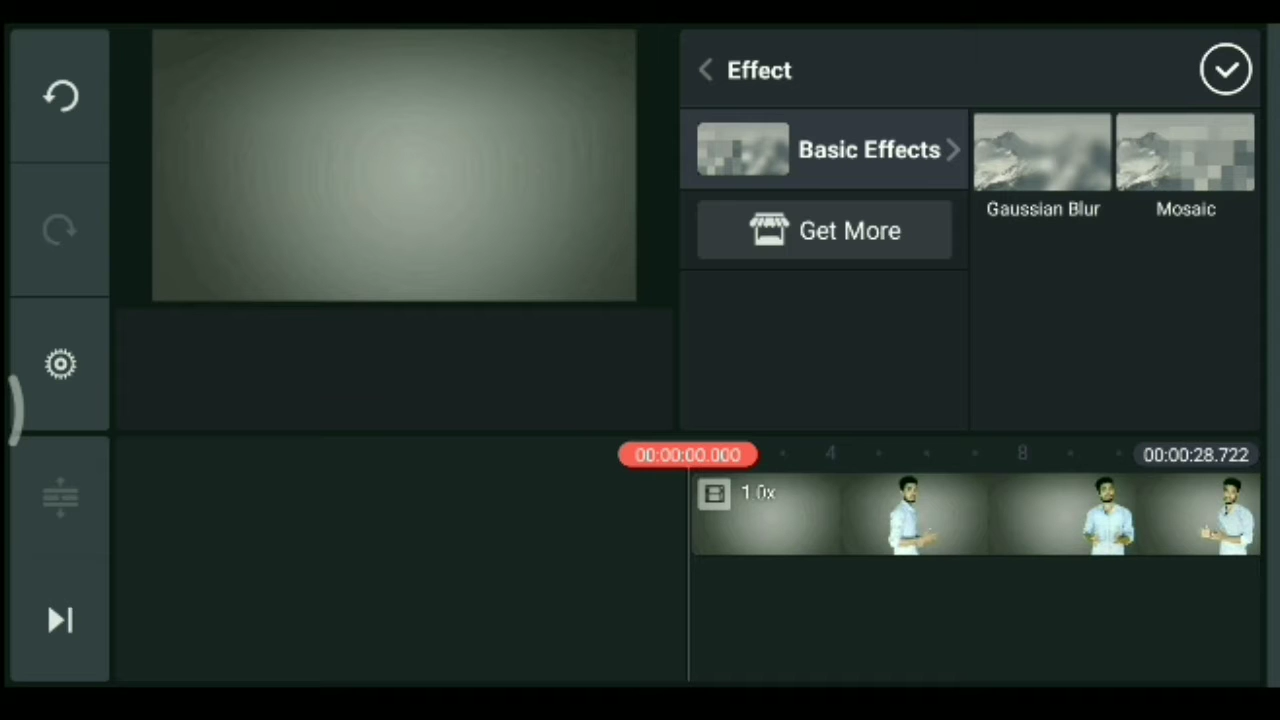 Effect
Basic Effects
Get More
Gaussian Blur
Mosaic
00:00:00.000
4
8
00:00:28.722
1.0x